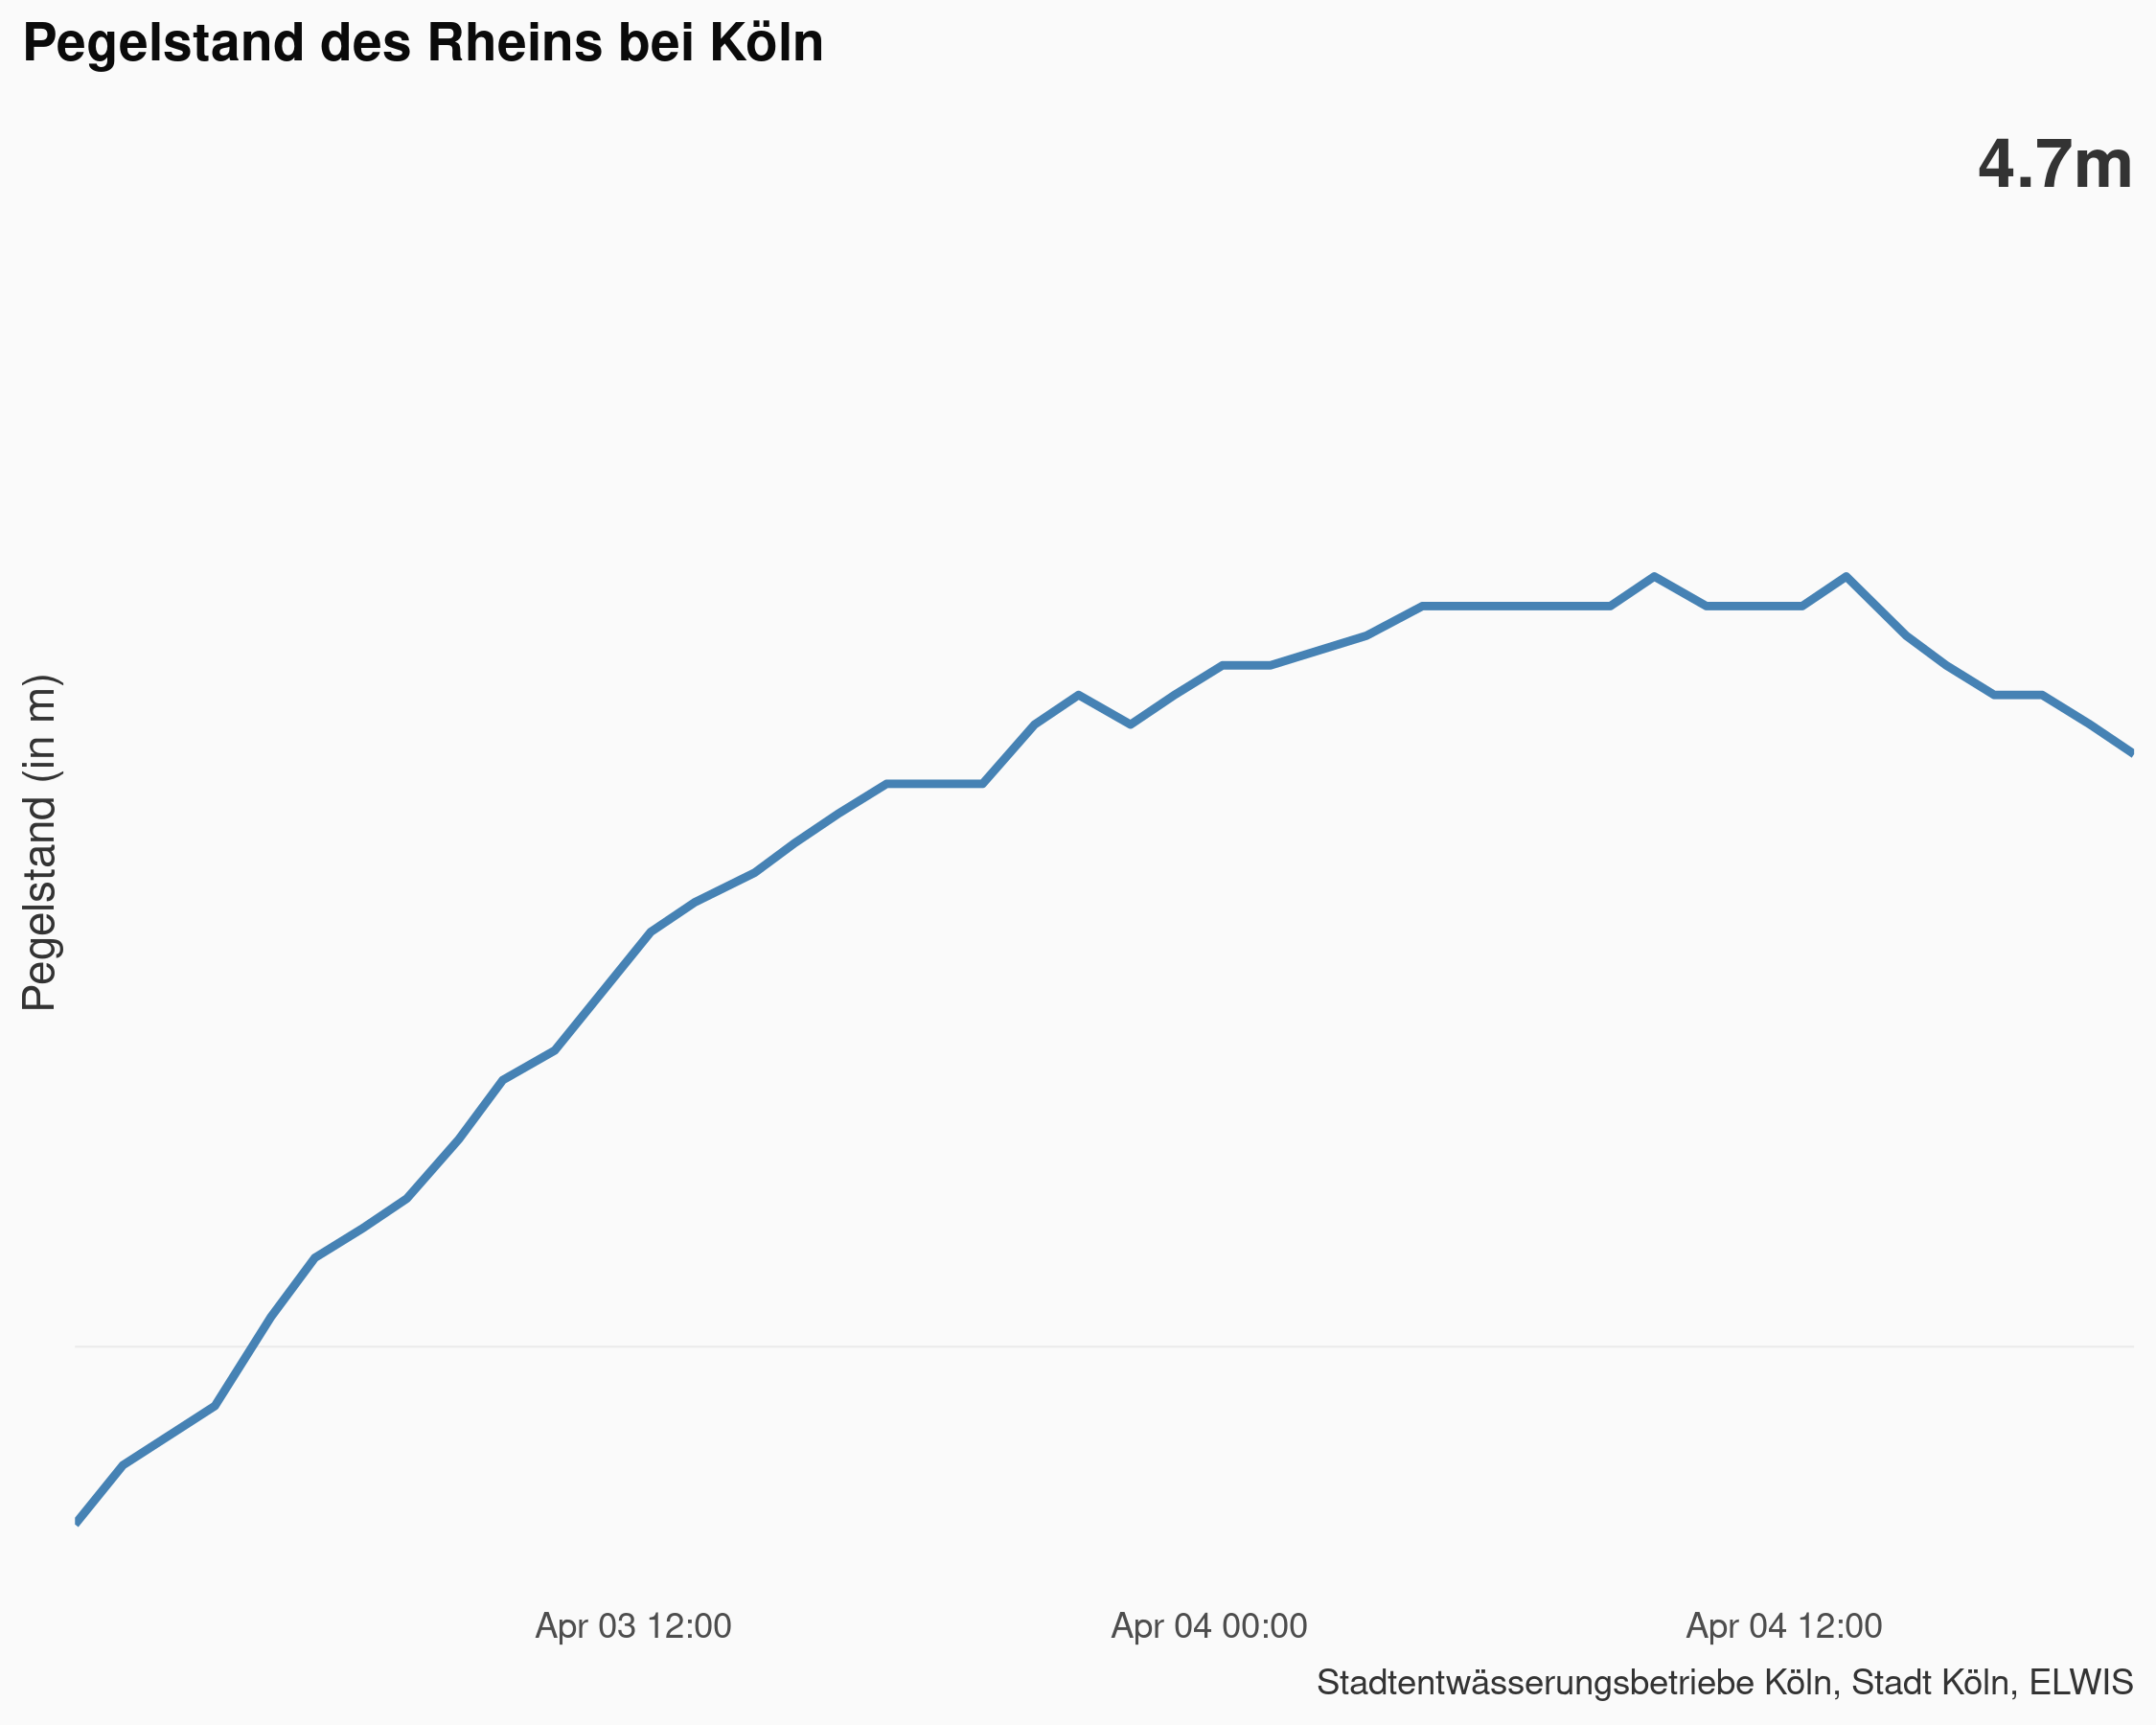 Pegelstand des Rheins bei Köln
4.7m
Pegelstand (in m)
Apr 03 12:00
Apr 04 00:00
Apr 04 12:00
Stadtentwässerungsbetriebe Köln, Stadt Köln, ELWIS